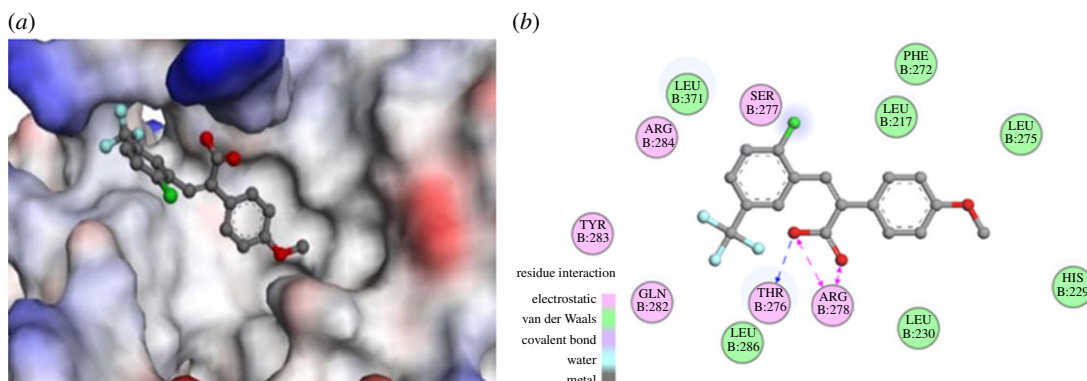 (a)
(b)
PHE
B:272
LEU
B:371
SER
B:277
LEU
B:217
ARG
B:284
LEU
B:275
TYR
B:283
residue interaction
electrostatic
van der Waals
covalent bond
water
metal
GLN
B:282
THR
B:276
ARG
B:278
HIS
B:229
LEU
B:286
LEU
B:230